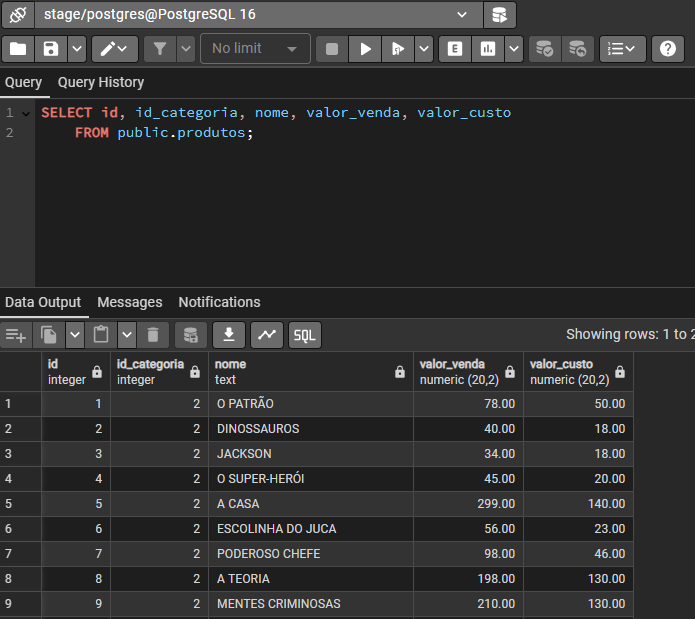 stage/postgres@PostgreSQL 16
No limit
E
Query Query History
1 SELECT id, id_categoria, nome, valor_venda, valor_custo
2 FROM public.produtos;
Data Output Messages Notifications
SQL Showing rows: 1 to 2
id id_categoria nome valor_venda valor_custo
integer integer text numeric (20,2) numeric (20,2)
1 1 2 O PATRÃO 78.00 50.00
2 2 2 DINOSSAUROS 40.00 18.00
3 3 2 JACKSON 34.00 18.00
4 4 2 O SUPER-HERÓI 45.00 20.00
5 5 2 A CASA 299.00 140.00
6 6 2 ESCOLINHA DO JUCA 56.00 23.00
7 7 2 PODEROSO CHEFE 98.00 46.00
8 8 2 A TEORIA 198.00 130.00
9 9 2 MENTES CRIMINOSAS 210.00 130.00